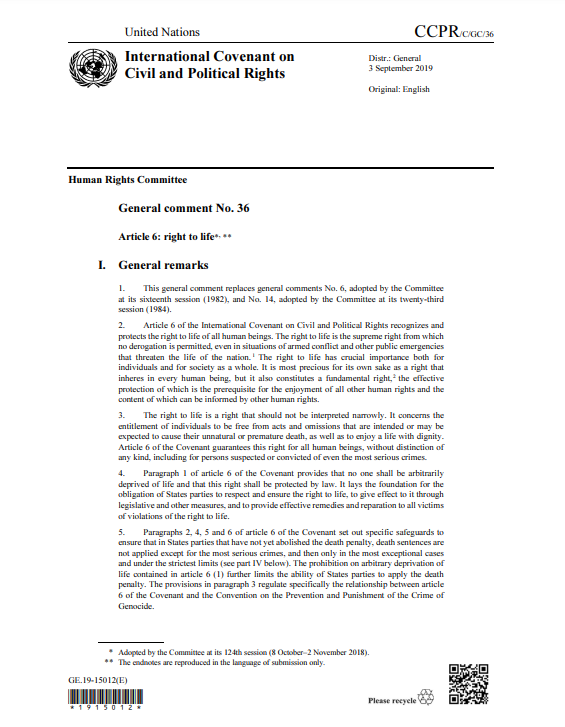 United Nations
CCPR/C/GC/36
International Covenant on
Civil and Political Rights
Distr.: General
3 September 2019
Original: English
Human Rights Committee
General comment No. 36
Article 6: right to life*, **
I. General remarks
1. This general comment replaces general comments No. 6, adopted by the Committee
at its sixteenth session (1982), and No. 14, adopted by the Committee at its twenty-third
session (1984).
2. Article 6 of the International Covenant on Civil and Political Rights recognizes and
protects the right to life of all human beings. The right to life is the supreme right from which
no derogation is permitted, even in situations of armed conflict and other public emergencies
that threaten the life of the nation.1 The right to life has crucial importance both for
individuals and for society as a whole. It is most precious for its own sake as a right that
inheres in every human being, but it also constitutes a fundamental right,2 the effective
protection of which is the prerequisite for the enjoyment of all other human rights and the
content of which can be informed by other human rights.
3. The right to life is a right that should not be interpreted narrowly. It concerns the
entitlement of individuals to be free from acts and omissions that are intended or may be
expected to cause their unnatural or premature death, as well as to enjoy a life with dignity.
Article 6 of the Covenant guarantees this right for all human beings, without distinction of
any kind, including for persons suspected or convicted of even the most serious crimes.
4. Paragraph 1 of article 6 of the Covenant provides that no one shall be arbitrarily
deprived of life and that this right shall be protected by law. It lays the foundation for the
obligation of States parties to respect and ensure the right to life, to give effect to it through
legislative and other measures, and to provide effective remedies and reparation to all victims
of violations of the right to life.
5. Paragraphs 2, 4, 5 and 6 of article 6 of the Covenant set out specific safeguards to
ensure that in States parties that have not yet abolished the death penalty, death sentences are
not applied except for the most serious crimes, and then only in the most exceptional cases
and under the strictest limits (see part IV below). The prohibition on arbitrary deprivation of
life contained in article 6 (1) further limits the ability of States parties to apply the death
penalty. The provisions in paragraph 3 regulate specifically the relationship between article
6 of the Covenant and the Convention on the Prevention and Punishment of the Crime of
Genocide.
* Adopted by the Committee at its 124th session (8 October–2 November 2018).
** The endnotes are reproduced in the language of submission only.
GE.19-15012(E)
*1915012*
Please recycle